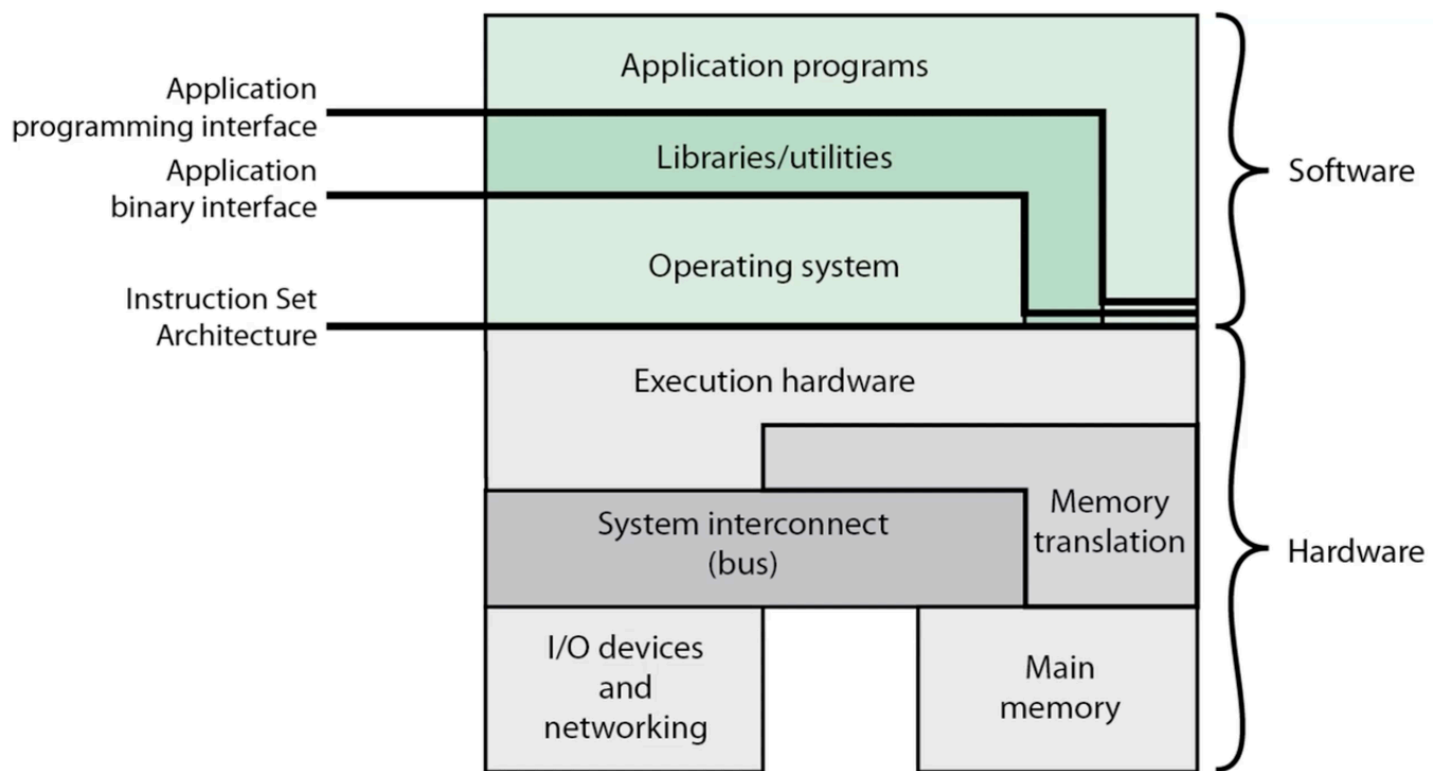 Application programs
Application
programming interface
Libraries/utilities
Application
binary interface
Software
Operating system
Instruction Set
Architecture
Execution hardware
Memory
translation
System interconnect
(bus)
Hardware
I/O devices
and
networking
Main
memory